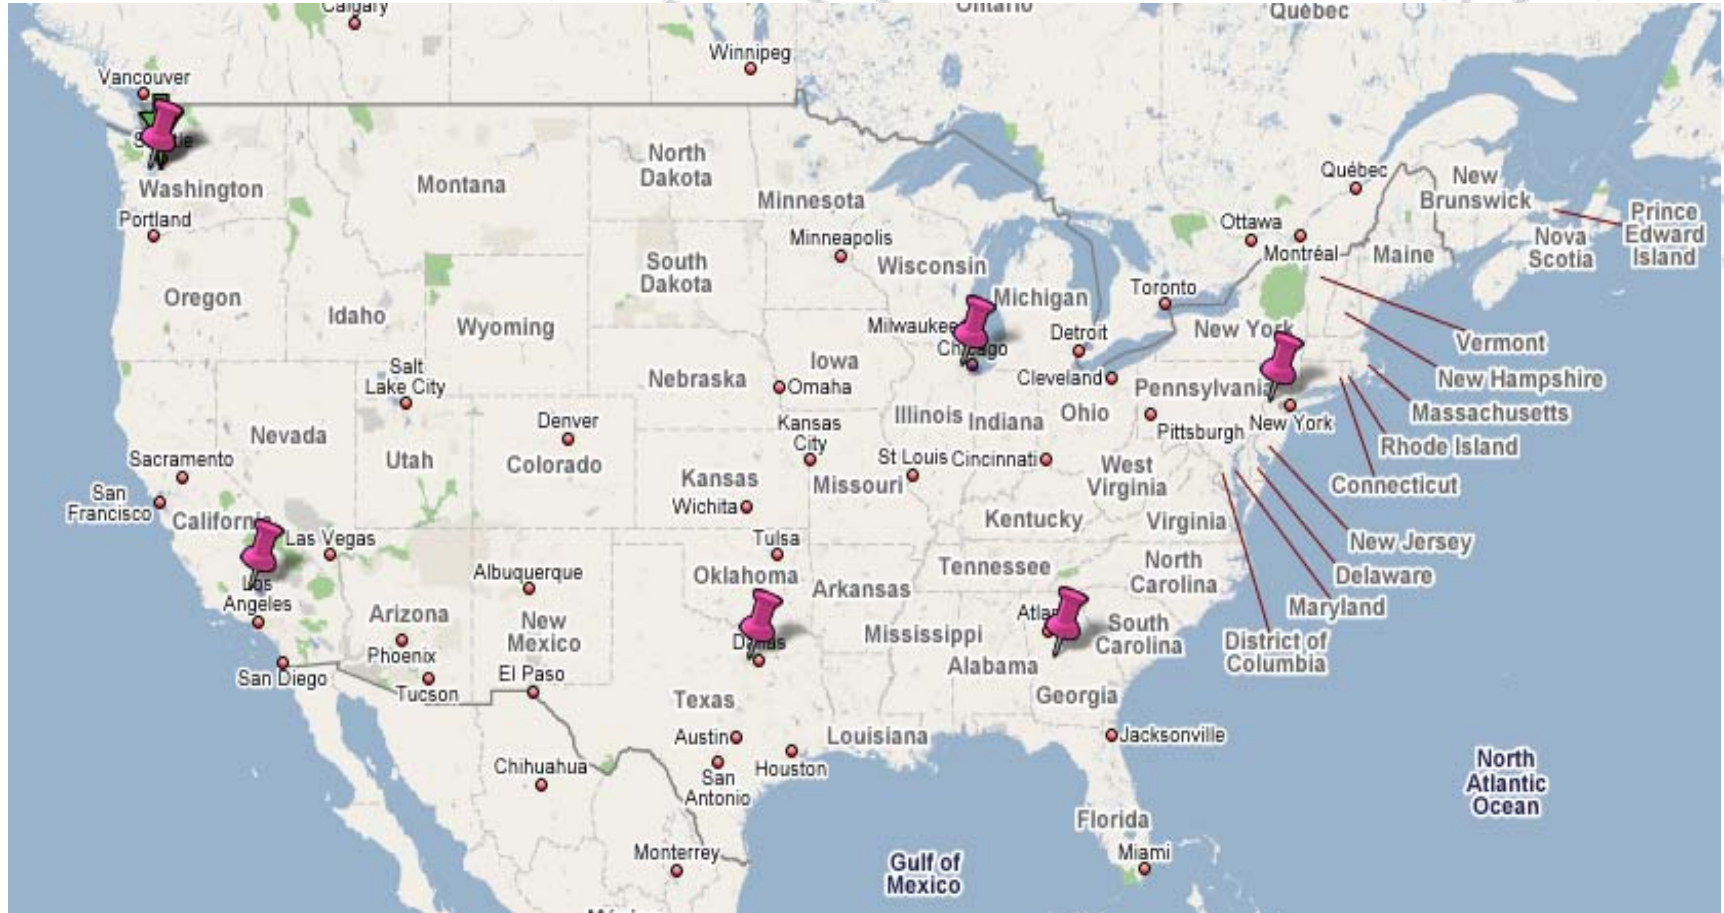 Calgary
Ontario
Québec
Winnipeg
Vancouver
Washington
Montana
North
Dakota
Minnesota
Québec
New
Brunswick
Prince
Edward
Island
Nova
Scotia
Portland
Minneapolis
Ottawa
Montréal
Maine
Oregon
Idaho
Wyoming
South
Dakota
Wisconsin
Michigan
Toronto
New York
Vermont
Milwaukee
Chicago
Detroit
Salt
Lake City
Iowa
Nebraska
Omaha
Cleveland
Pennsylvania
New Hampshire
Massachusetts
Nevada
Denver
Kansas
City
Illinois
Indiana
Ohio
Pittsburgh
New York
Rhode Island
Sacramento
Utah
Colorado
Kansas
St Louis
Cincinnati
West
Virginia
Connecticut
San
Francisco
Wichita
Missouri
California
Las Vegas
Tulsa
Kentucky
Virginia
New Jersey
Los
Angeles
Albuquerque
Oklahoma
Arkansas
Tennessee
North
Carolina
Delaware
Arizona
New
Mexico
Dallas
Mississippi
South
Carolina
Maryland
Phoenix
San Diego
Tucson
El Paso
Texas
Alabama
Georgia
District of
Columbia
Austin
Houston
Louisiana
Jacksonville
Chihuahua
San
Antonio
North
Atlantic
Ocean
Florida
Monterrey
Gulf of
Mexico
Miami